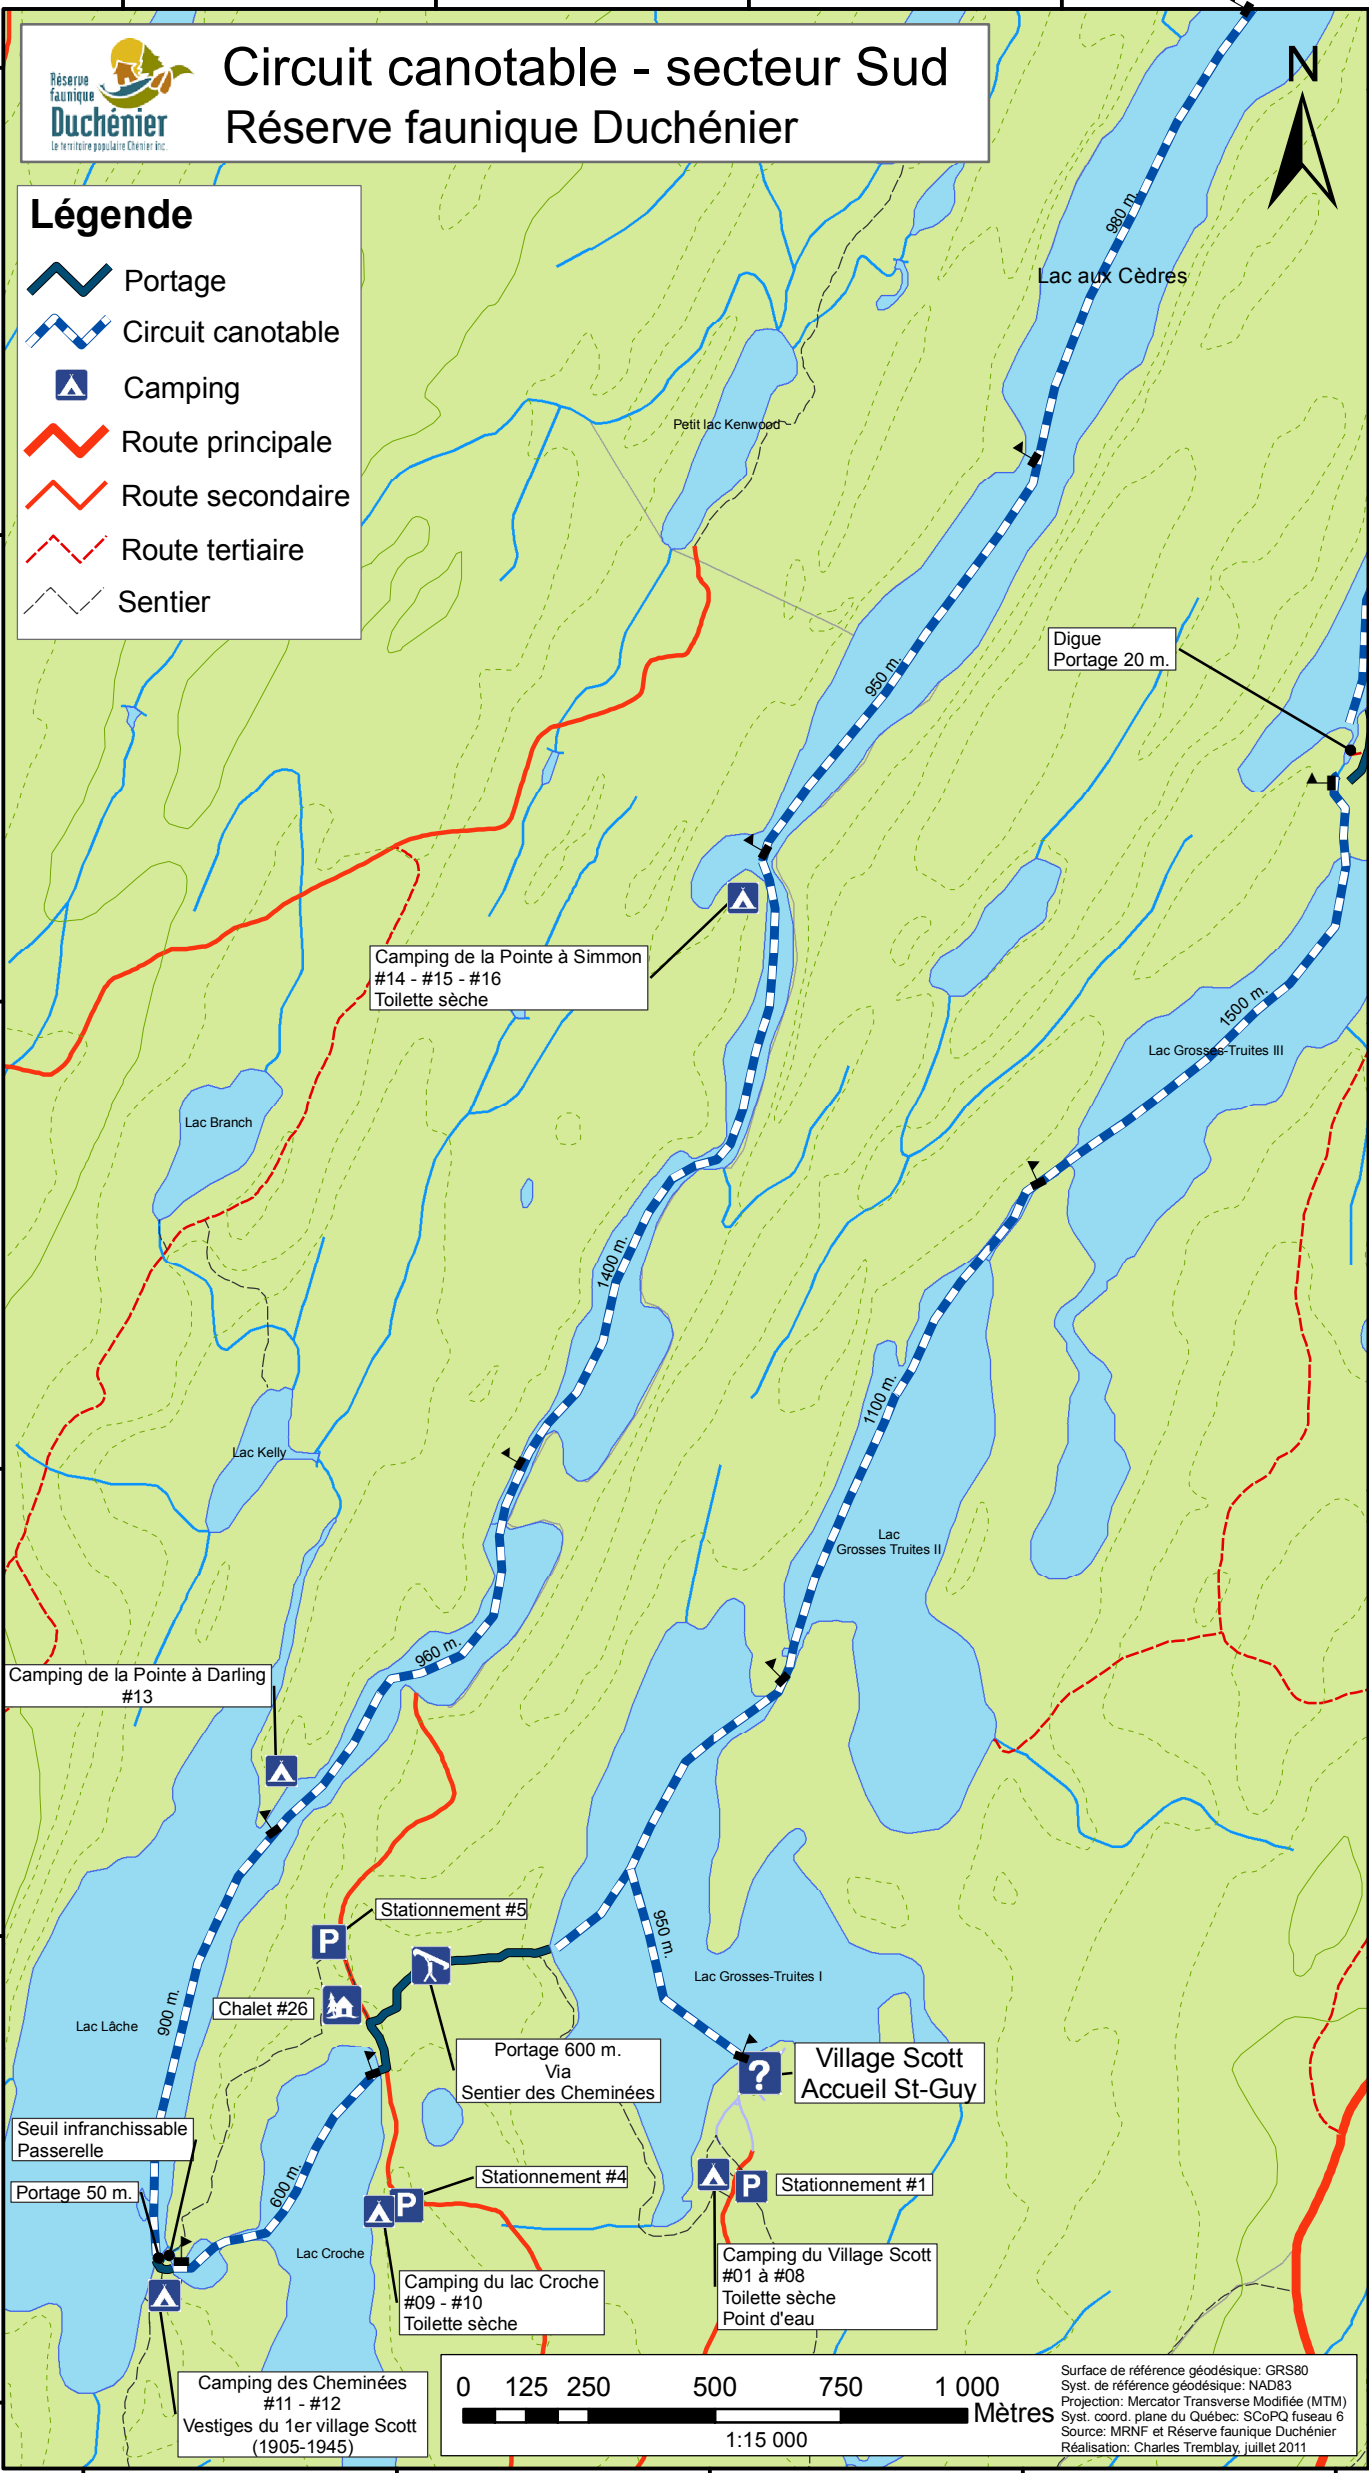 Réserve
faunique
Duchénier
Le territoire populaire Chénier inc.
Circuit canotable - secteur Sud
Réserve faunique Duchénier
N
Légende
Portage
Circuit canotable
Camping
Route principale
Route secondaire
Route tertiaire
Sentier
980 m.
Lac aux Cèdres
Petit lac Kenwood
Digue
Portage 20 m.
950 m.
Camping de la Pointe à Simmon
#14 - #15 - #16
Toilette sèche
1500 m.
Lac Grosses-Truites III
Lac Branch
1400 m.
1100 m.
Lac Kelly
Lac
Grosses Truites II
960 m.
Camping de la Pointe à Darling
#13
Stationnement #5
P
950 m.
Lac Grosses-Truites I
Chalet #26
900 m.
Lac Lâche
Portage 600 m.
Via
Sentier des Cheminées
Village Scott
Accueil St-Guy
?
Seuil infranchissable
Passerelle
600 m.
Stationnement #4
P
Stationnement #1
P
Portage 50 m.
Lac Croche
Camping du lac Croche
#09 - #10
Toilette sèche
Camping du Village Scott
#01 à #08
Toilette sèche
Point d'eau
Camping des Cheminées
#11 - #12
Vestiges du 1er village Scott
(1905-1945)
0 125 250 500 750 1 000
Mètres
1:15 000
Surface de référence géodésique: GRS80
Syst. de référence géodésique: NAD83
Projection: Mercator Transverse Modifiée (MTM)
Syst. coord. plane du Québec: SCoPQ fuseau 6
Source: MRNF et Réserve faunique Duchénier
Réalisation: Charles Tremblay, juillet 2011